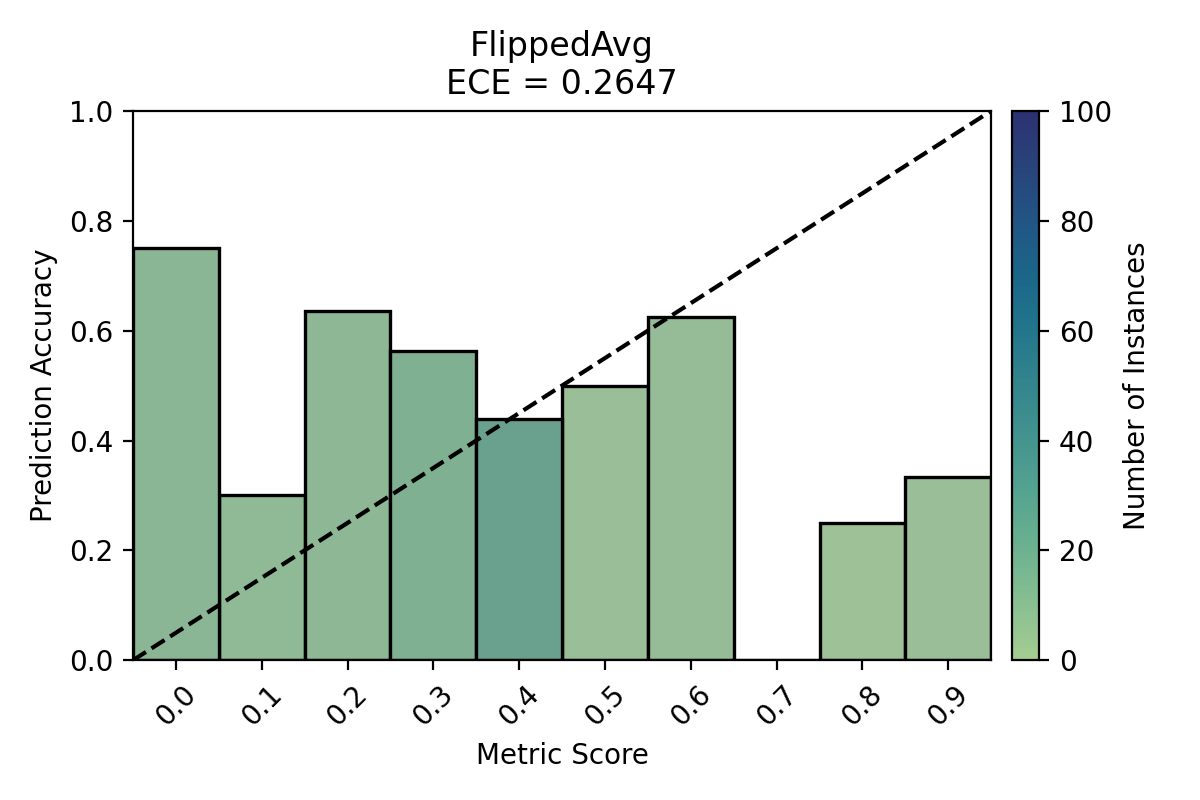 FlippedAvg
ECE = 0.2647
1.0
0.8
0.6
0.4
0.2
0.0
Prediction Accuracy
0.0 0.1 0.2 0.3 0.4 0.5 0.6 0.7 0.8 0.9
Metric Score
100
80
60
40
20
0
Number of Instances